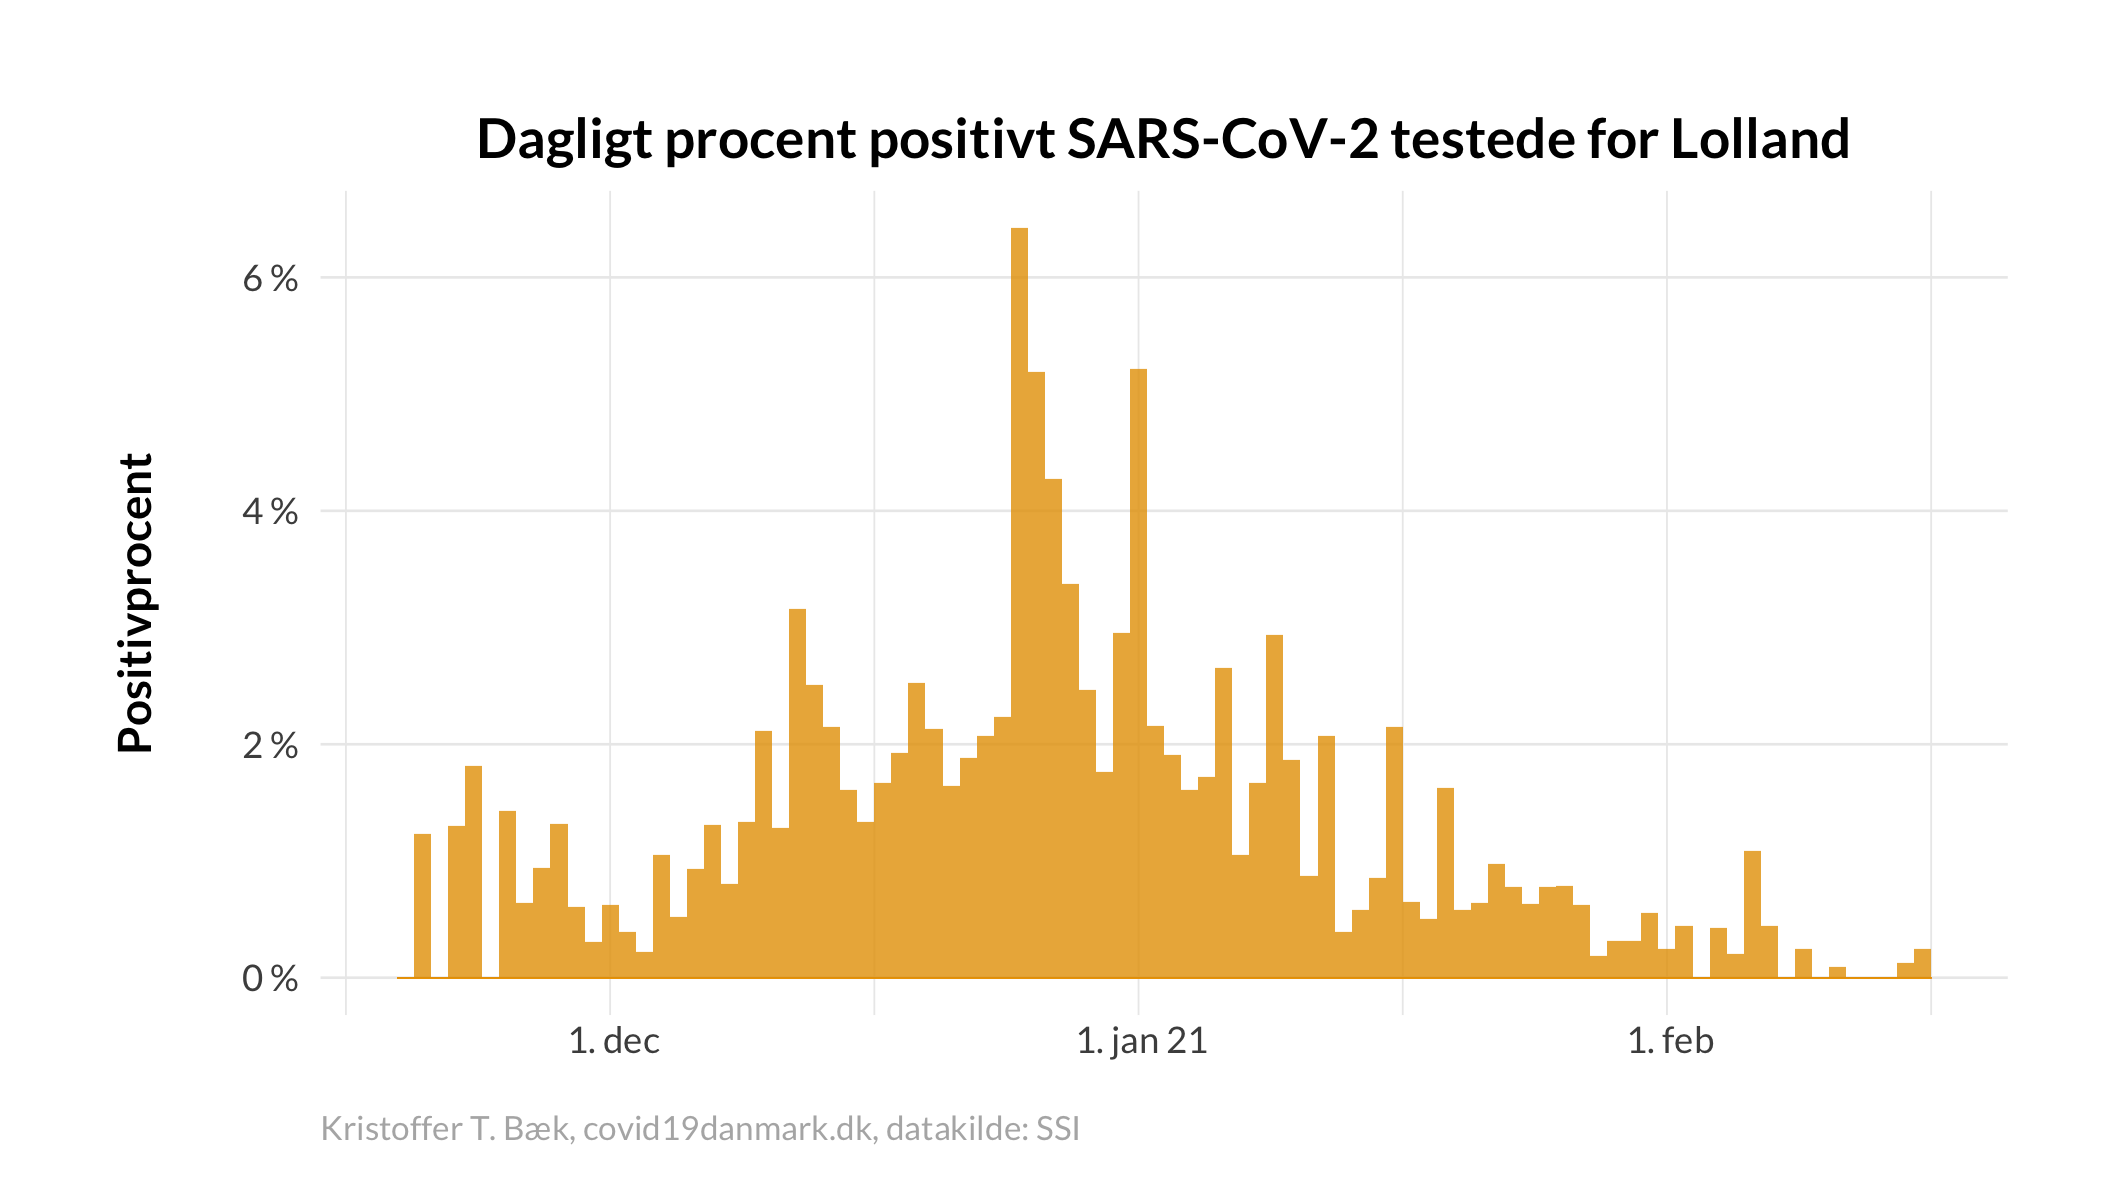 Dagligt procent positivt SARS-CoV-2 testede for Lolland
Positivprocent
6 %
4 %
2 %
0 %
1. dec
1. jan 21
1. feb
Kristoffer T. Bæk, covid19danmark.dk, datakilde: SSI